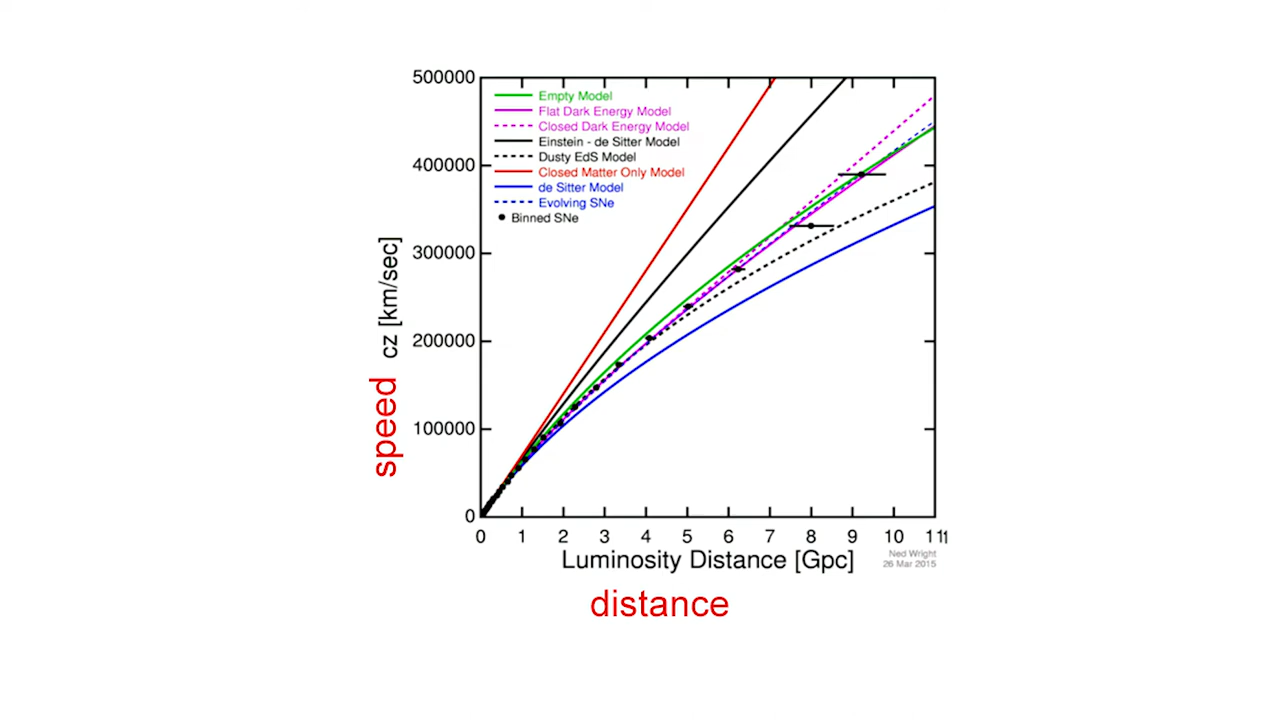 500000
400000
300000
200000
100000
0
Empty Model
Flat Dark Energy Model
Closed Dark Energy Model
Einstein - de Sitter Model
Dusty EdS Model
Closed Matter Only Model
de Sitter Model
Evolving SNe
Binned SNe
cz [km/sec]
speed
0 1 2 3 4 5 6 7 8 9 10 11 11
Luminosity Distance [Gpc]
Ned Wright
26 Mar 2015
distance